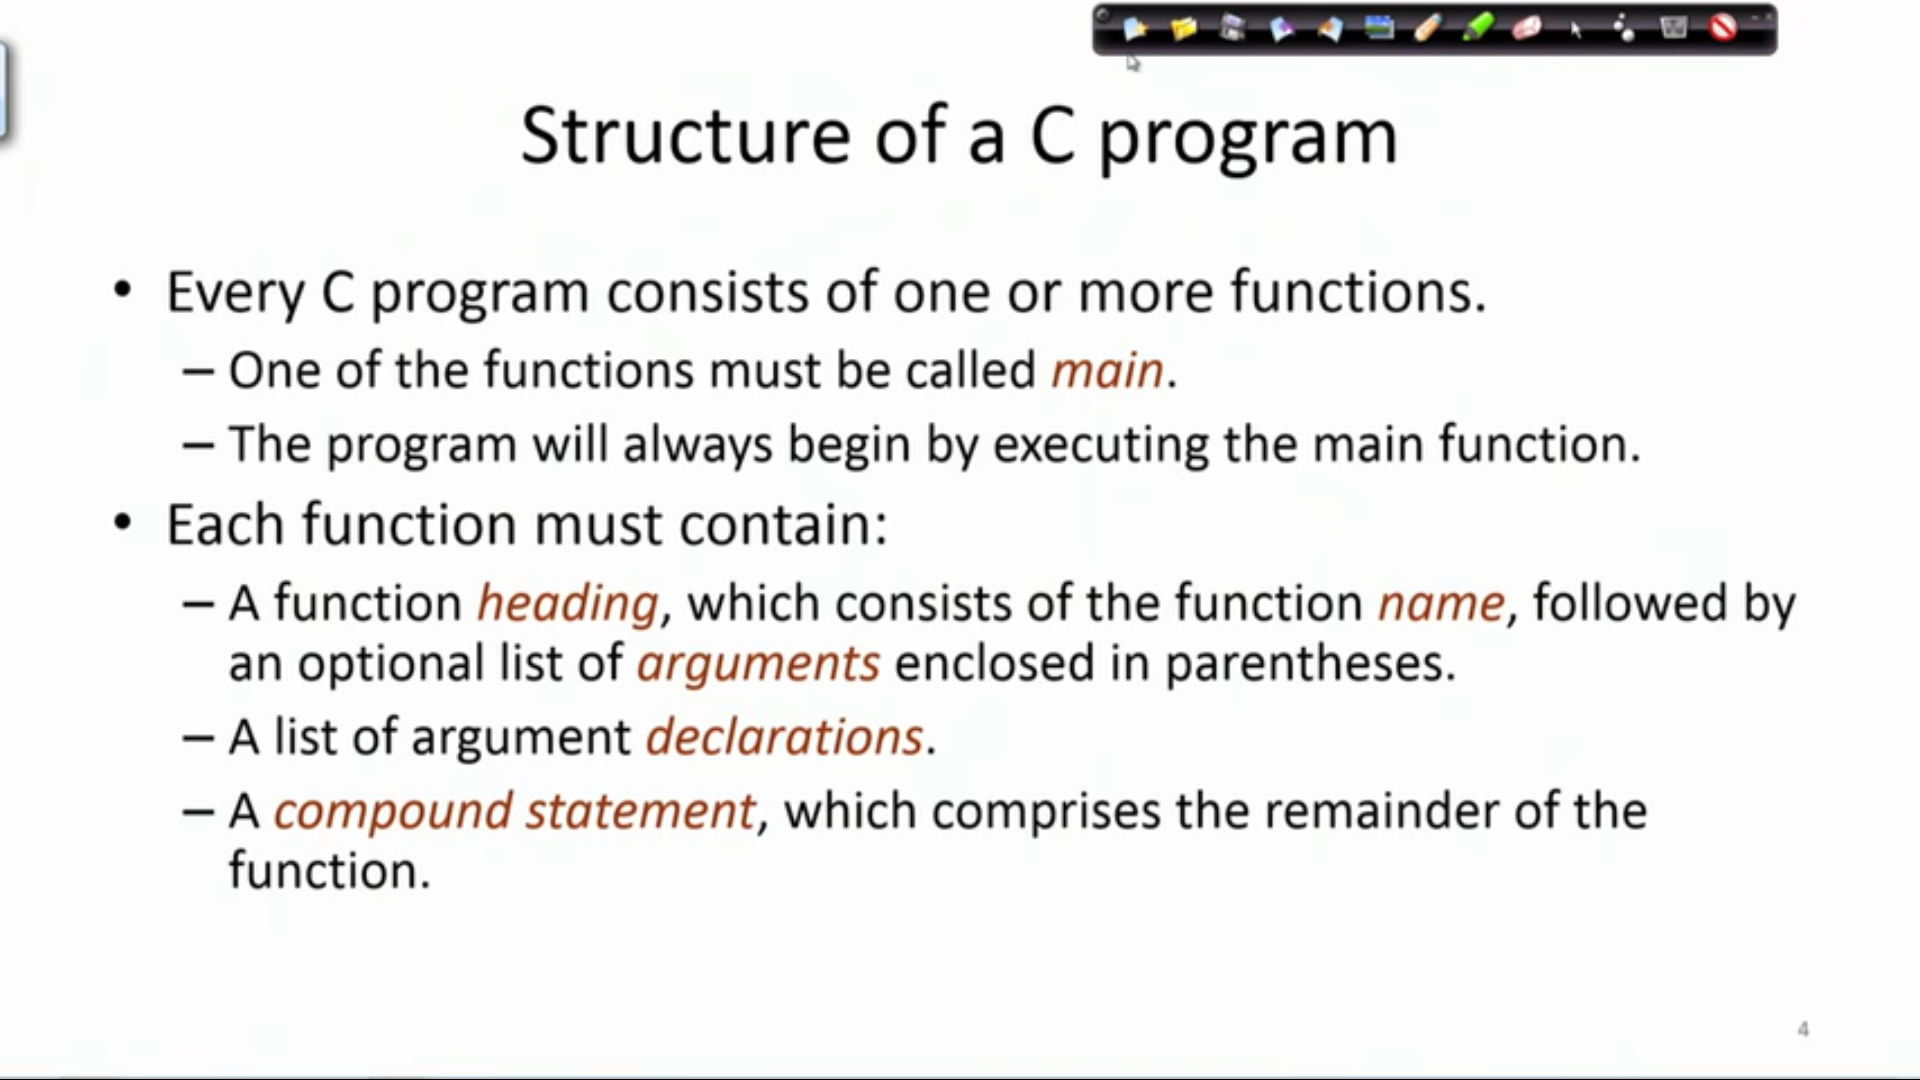 Structure of a C program
• Every C program consists of one or more functions.
– One of the functions must be called main.
– The program will always begin by executing the main function.
• Each function must contain:
– A function heading, which consists of the function name, followed by
an optional list of arguments enclosed in parentheses.
– A list of argument declarations.
– A compound statement, which comprises the remainder of the
function.
4